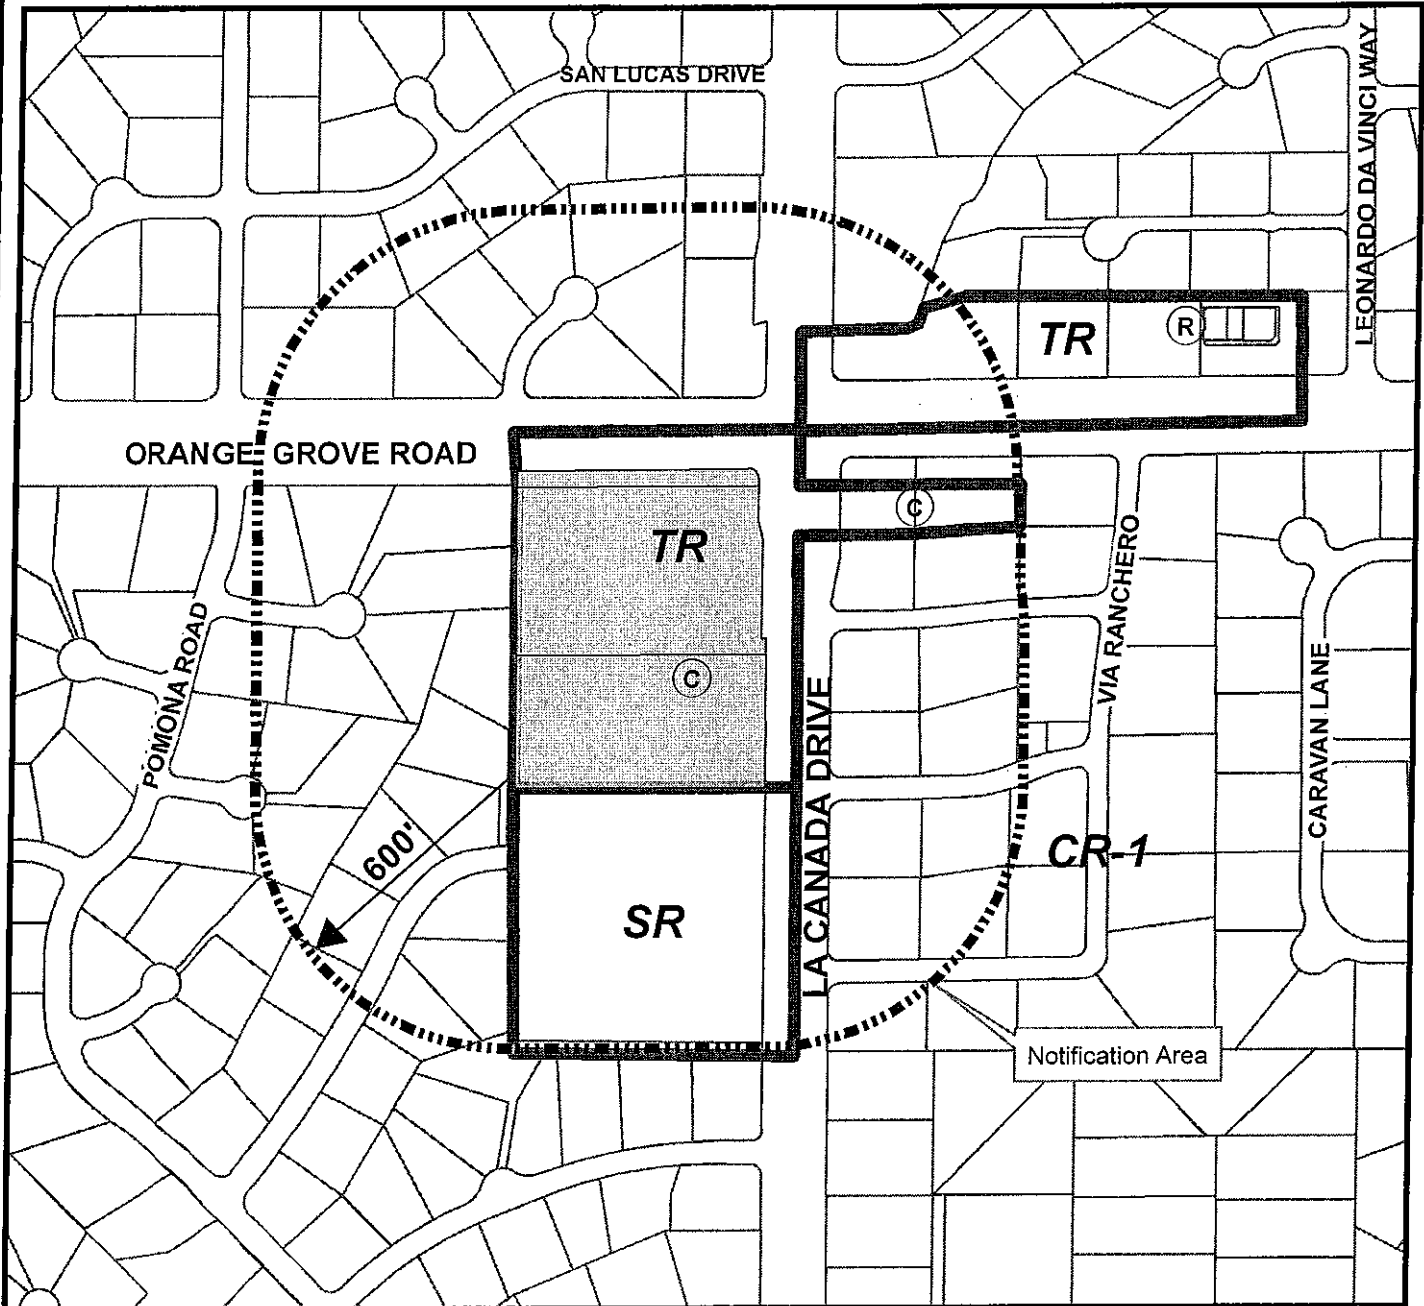 SAN LUCAS DRIVE
LEONARDO DA VINCI WAY
TR
R
ORANGE GROVE ROAD
C
TR
VIA RANCHERO
POMONA ROAD
C
CARAVAN LANE
LA CANADA DRIVE
600'
CR-1
SR
Notification Area